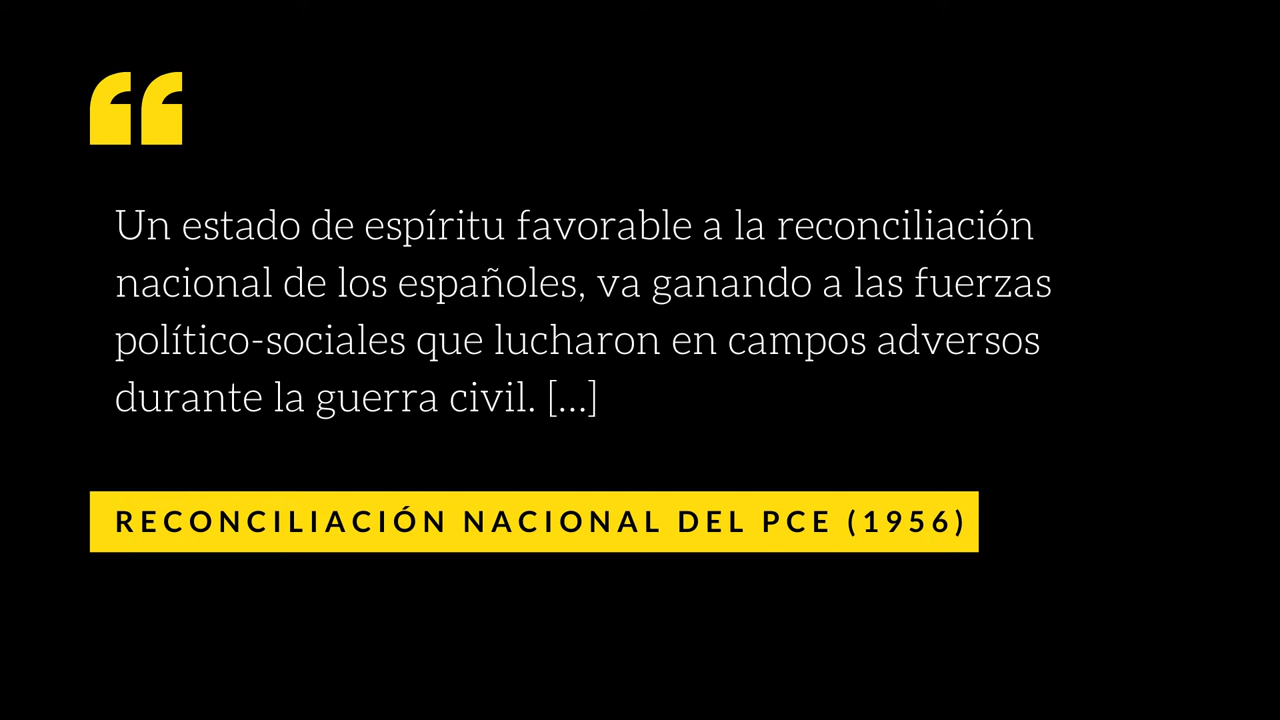 “
Un estado de espíritu favorable a la reconciliación
nacional de los españoles, va ganando a las fuerzas
político-sociales que lucharon en campos adversos
durante la guerra civil. [...]
RECONCILIACIÓN NACIONAL DEL PCE (1956)